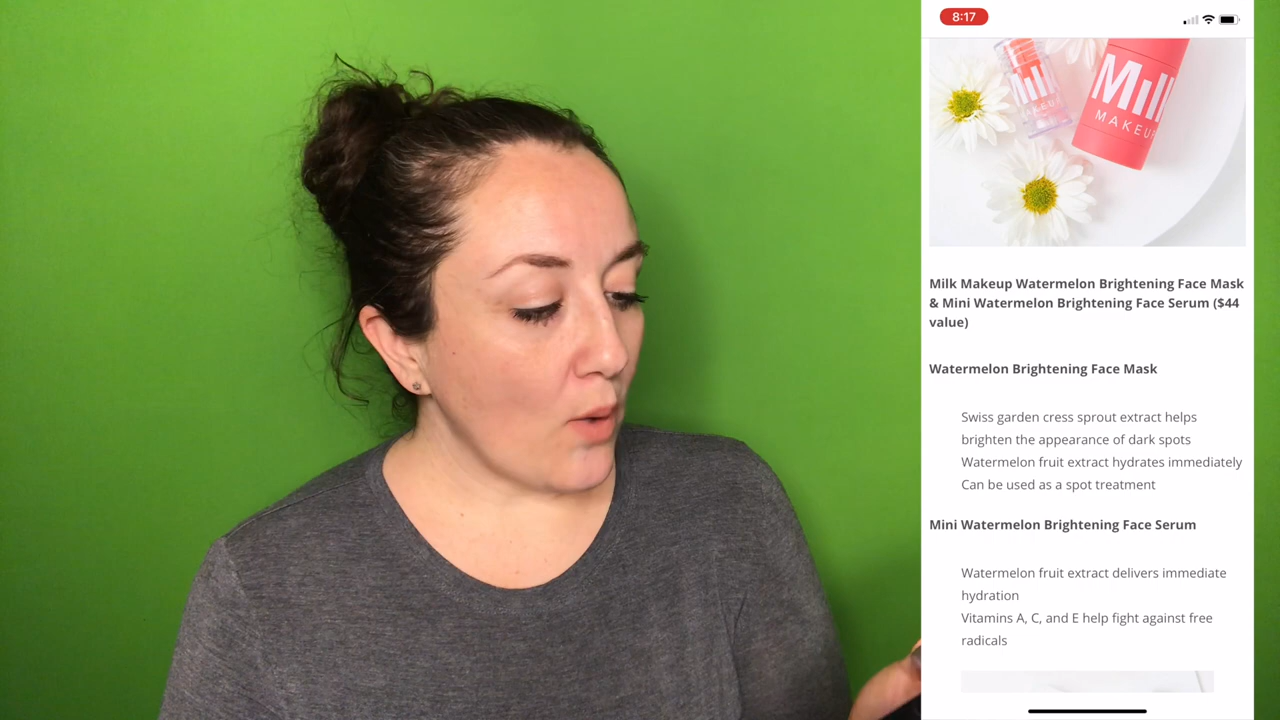 8:17
Milk
MAKEUP
Milk
MAKEUP
Milk Makeup Watermelon Brightening Face Mask
& Mini Watermelon Brightening Face Serum ($44
value)
Watermelon Brightening Face Mask
Swiss garden cress sprout extract helps
brighten the appearance of dark spots
Watermelon fruit extract hydrates immediately
Can be used as a spot treatment
Mini Watermelon Brightening Face Serum
Watermelon fruit extract delivers immediate
hydration
Vitamins A, C, and E help fight against free
radicals